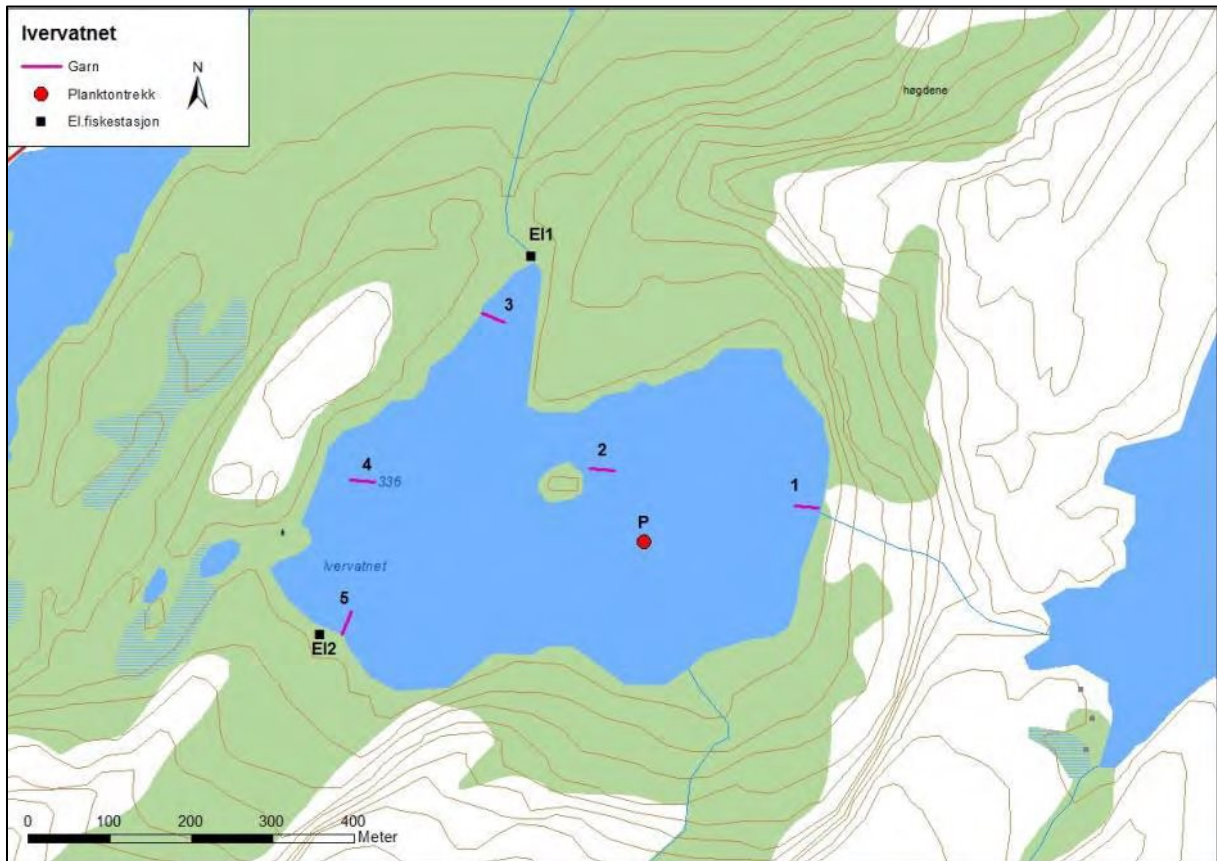 Ivervatnet
Garn
N
Planktontrekk
El.fiskestasjon
høgdene
El1
3
2
4
336
1
P
Ivervatnet
5
El2
0 100 200 300 400
Meter